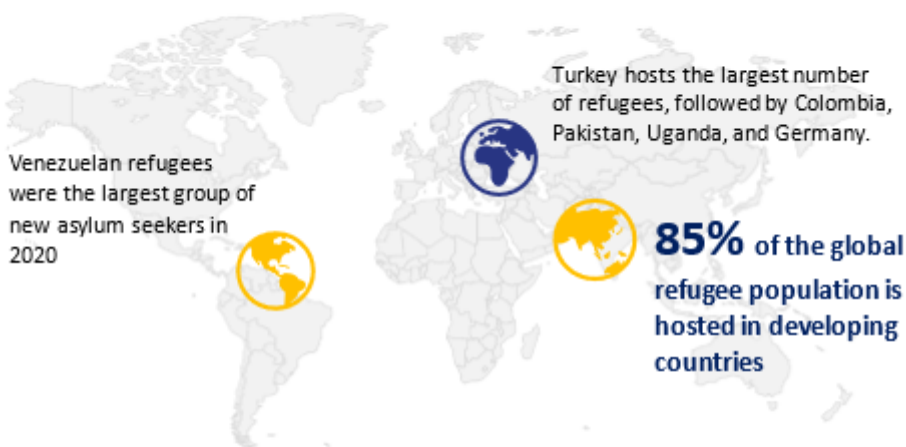 Venezuelan refugees
were the largest group of
new asylum seekers in
2020
Turkey hosts the largest number
of refugees, followed by Colombia,
Pakistan, Uganda, and Germany.
85% of the global
refugee population is
hosted in developing
countries